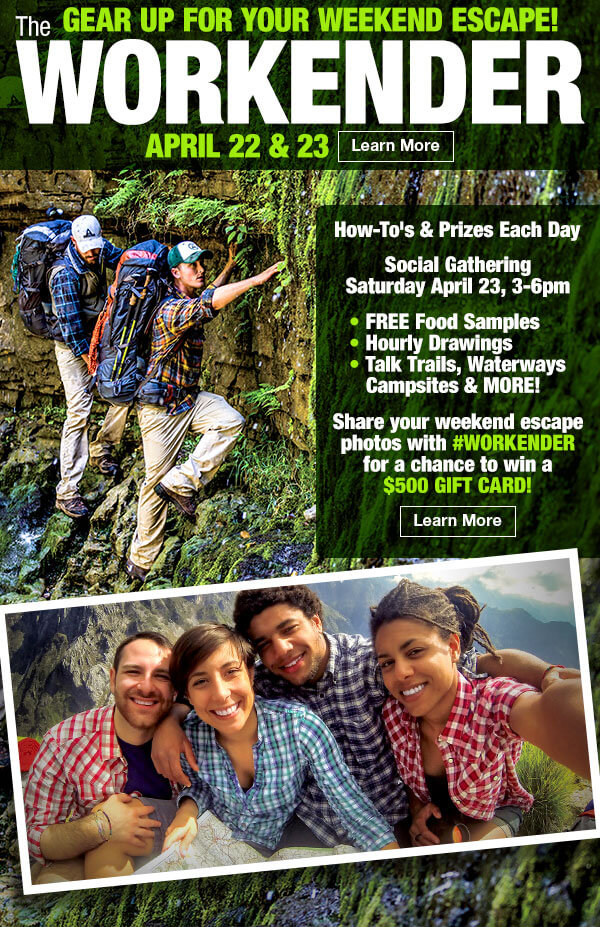 The GEAR UP FOR YOUR WEEKEND ESCAPE!
WORKENDER
APRIL 22 & 23 Learn More
How-To's & Prizes Each Day
Social Gathering
Saturday April 23, 3-6pm
• FREE Food Samples
• Hourly Drawings
• Talk Trails, Waterways
Campsites & MORE!
Share your weekend escape
photos with #WORKENDER
for a chance to win a
$500 GIFT CARD!
Learn More